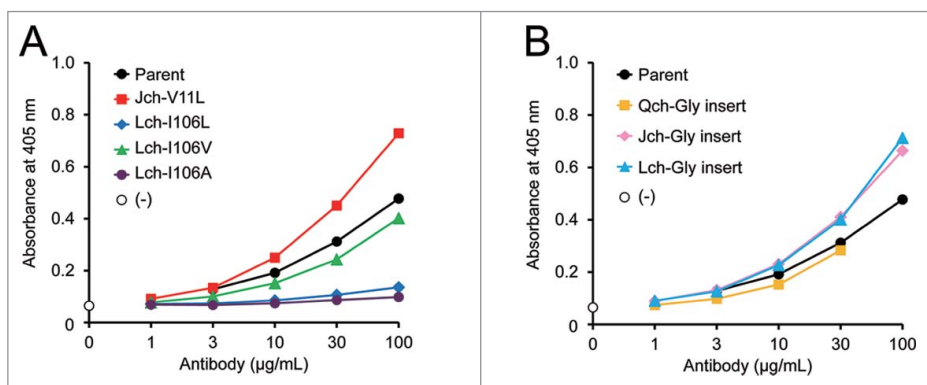 A
Absorbance at 405 nm
1.0
0.8
0.6
0.4
0.2
0
Parent
Jch-V11L
Lch-I106L
Lch-I106V
Lch-I106A
(-)
0 1 3 10 30 100
Antibody (μg/mL)
B
Absorbance at 405 nm
1.0
0.8
0.6
0.4
0.2
0
Parent
Qch-Gly insert
Jch-Gly insert
Lch-Gly insert
(-)
0 1 3 10 30 100
Antibody (μg/mL)